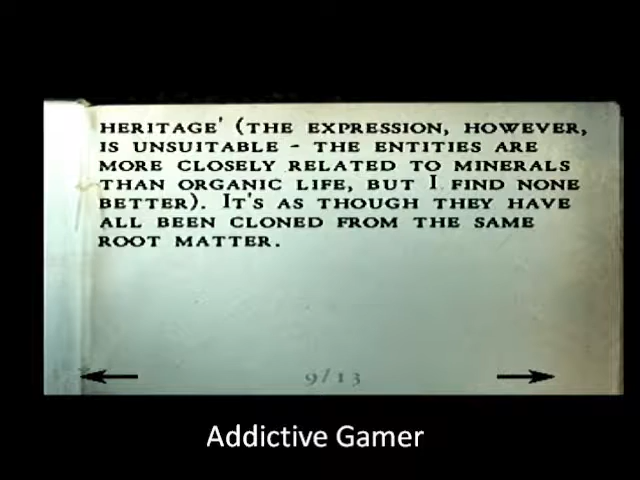 HERITAGE' (THE EXPRESSION, HOWEVER,
IS UNSUITABLE - THE ENTITIES ARE
MORE CLOSELY RELATED TO MINERALS
THAN ORGANIC LIFE, BUT I FIND NONE
BETTER). IT'S AS THOUGH THEY HAVE
ALL BEEN CLONED FROM THE SAME
ROOT MATTER.
9/13
Addictive Gamer